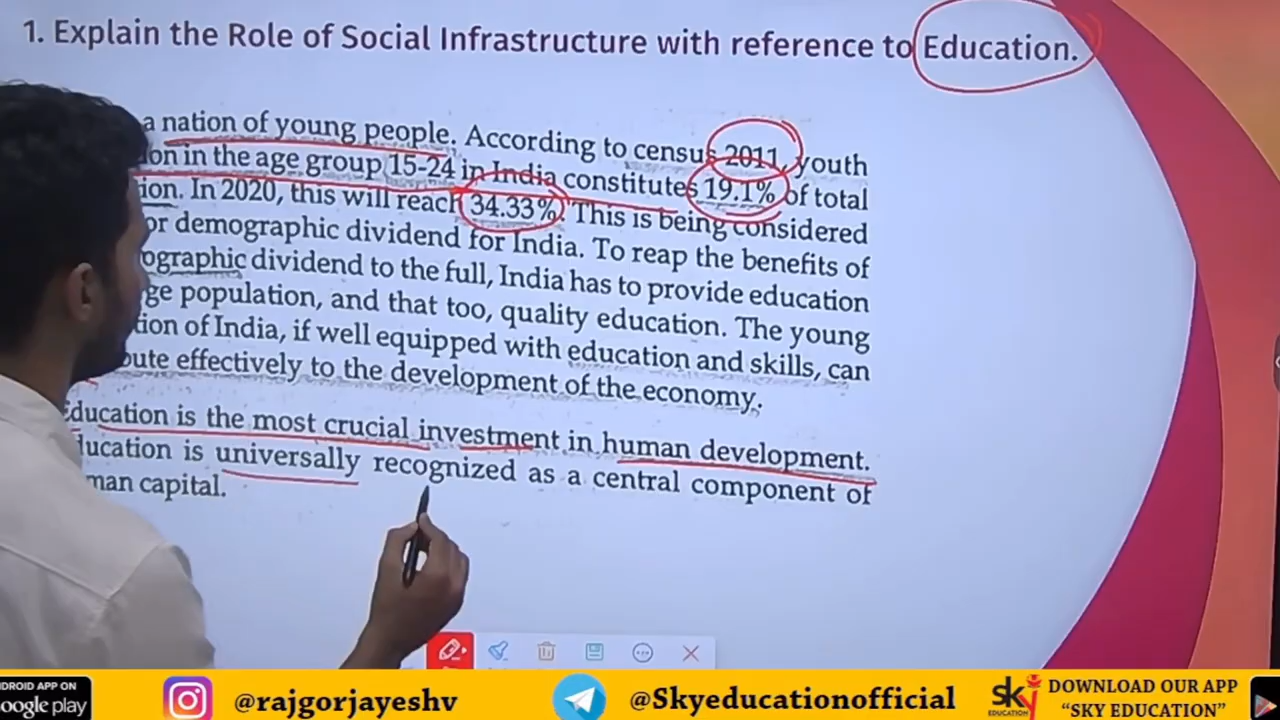 1. Explain the Role of Social Infrastructure with reference to Education.
a nation of young people. According to census 2011, youth
ion in the age group 15-24 in India constitutes 19.1% of total
ion. In 2020, this will reach 34.33%. This is being considered
or demographic dividend for India. To reap the benefits of
ographic dividend to the full, India has to provide education
ge population, and that too, quality education. The young
tion of India, if well equipped with education and skills, can
bute effectively to the development of the economy.
Education is the most crucial investment in human development.
ducation is universally recognized as a central component of
man capital.
DROID APP ON
oogle play
@rajgorjayeshv
@Skyeducationofficial
SKY
EDUCATION
DOWNLOAD OUR APP
"SKY EDUCATION"